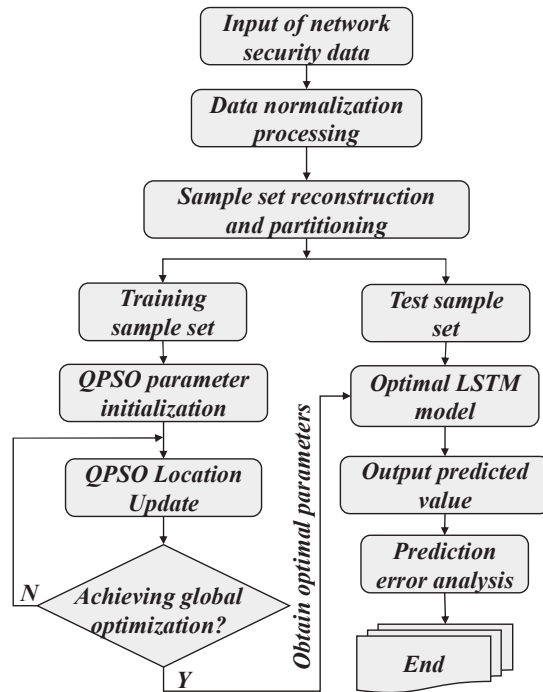 Input of network
security data
Data normalization
processing
Sample set reconstruction
and partitioning
Training
sample set
QPSO parameter
initialization
QPSO Location
Update
Achieving global
optimization?
N
Y
Obtain optimal parameters
Test sample
set
Optimal LSTM
model
Output predicted
value
Prediction
error analysis
End